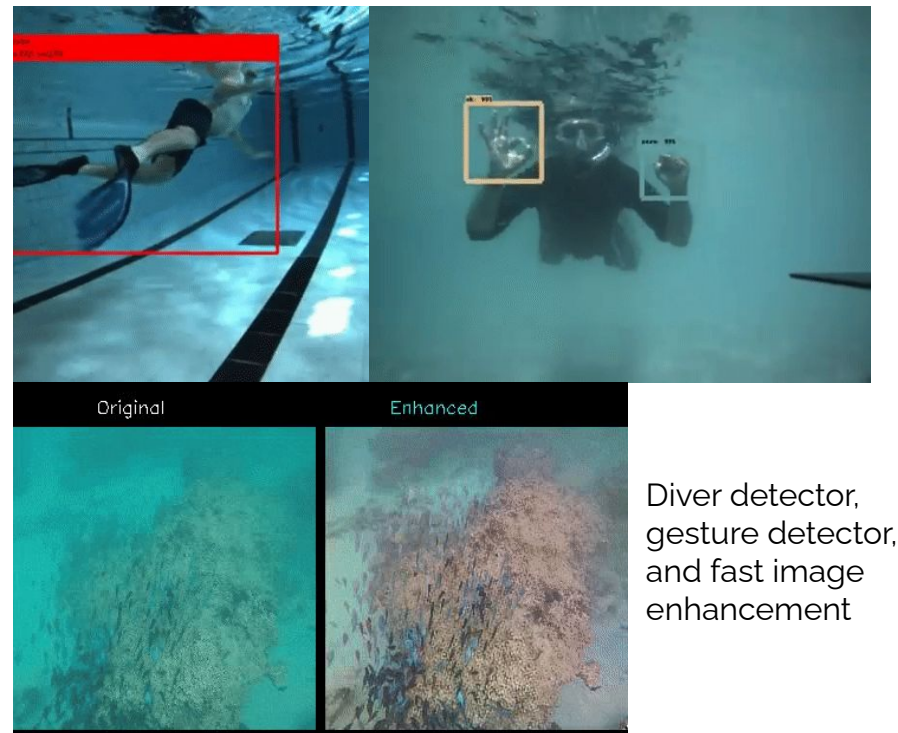 Original
Enhanced
Diver detector,
gesture detector,
and fast image
enhancement